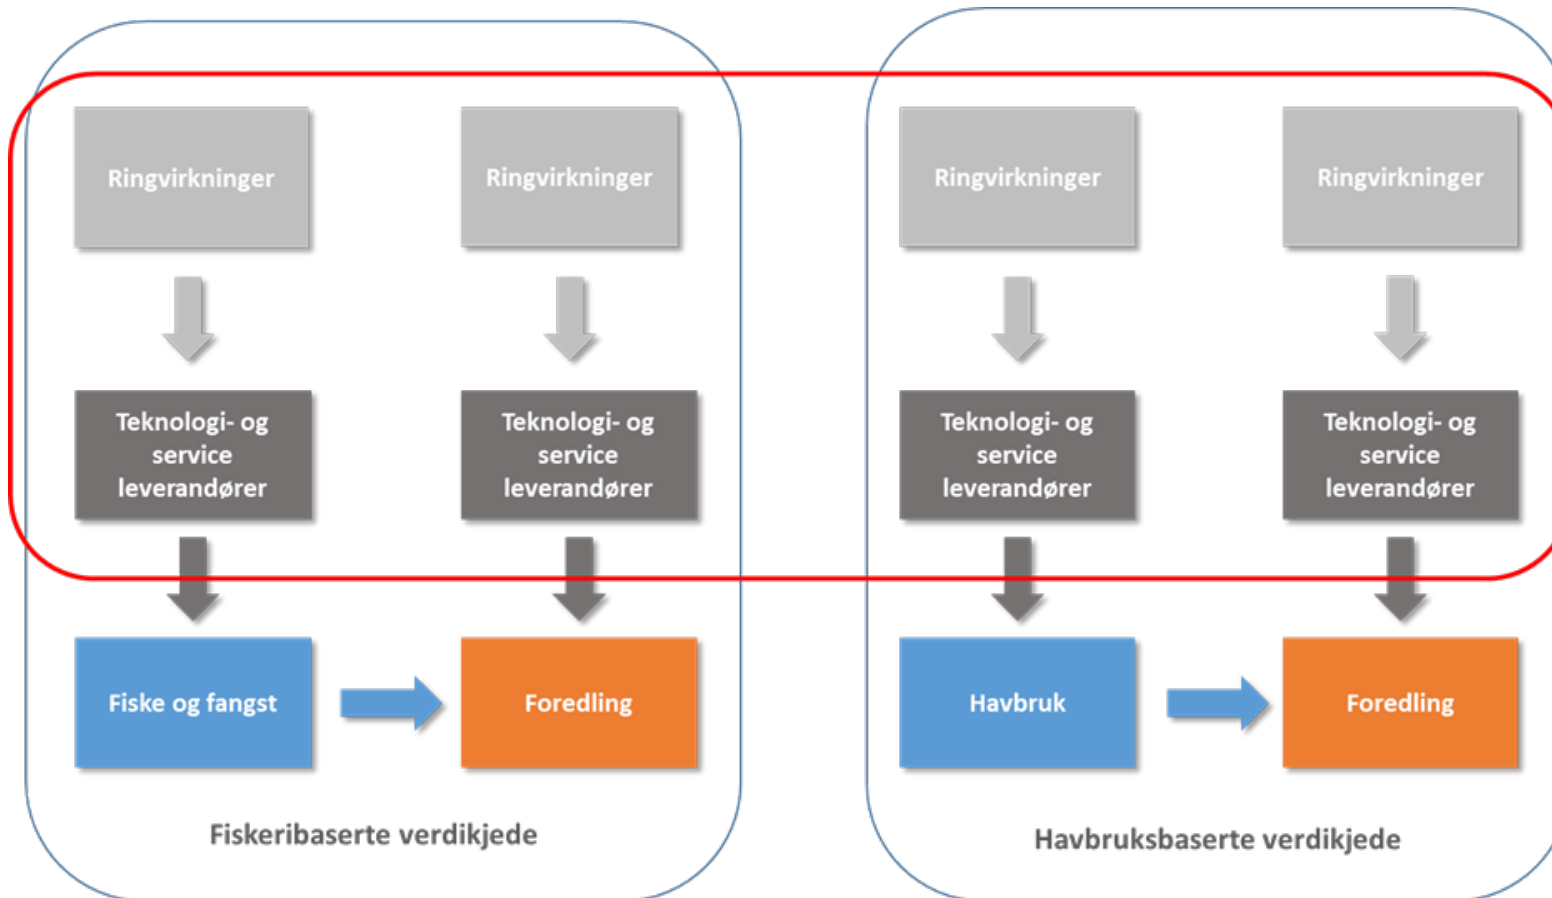 Ringvirkninger
Ringvirkninger
Ringvirkninger
Ringvirkninger
Teknologi- og
service
leverandører
Teknologi- og
service
leverandører
Teknologi- og
service
leverandører
Teknologi- og
service
leverandører
Fiske og fangst
Foredling
Havbruk
Foredling
Fiskeribaserte verdikjede
Havbruksbaserte verdikjede